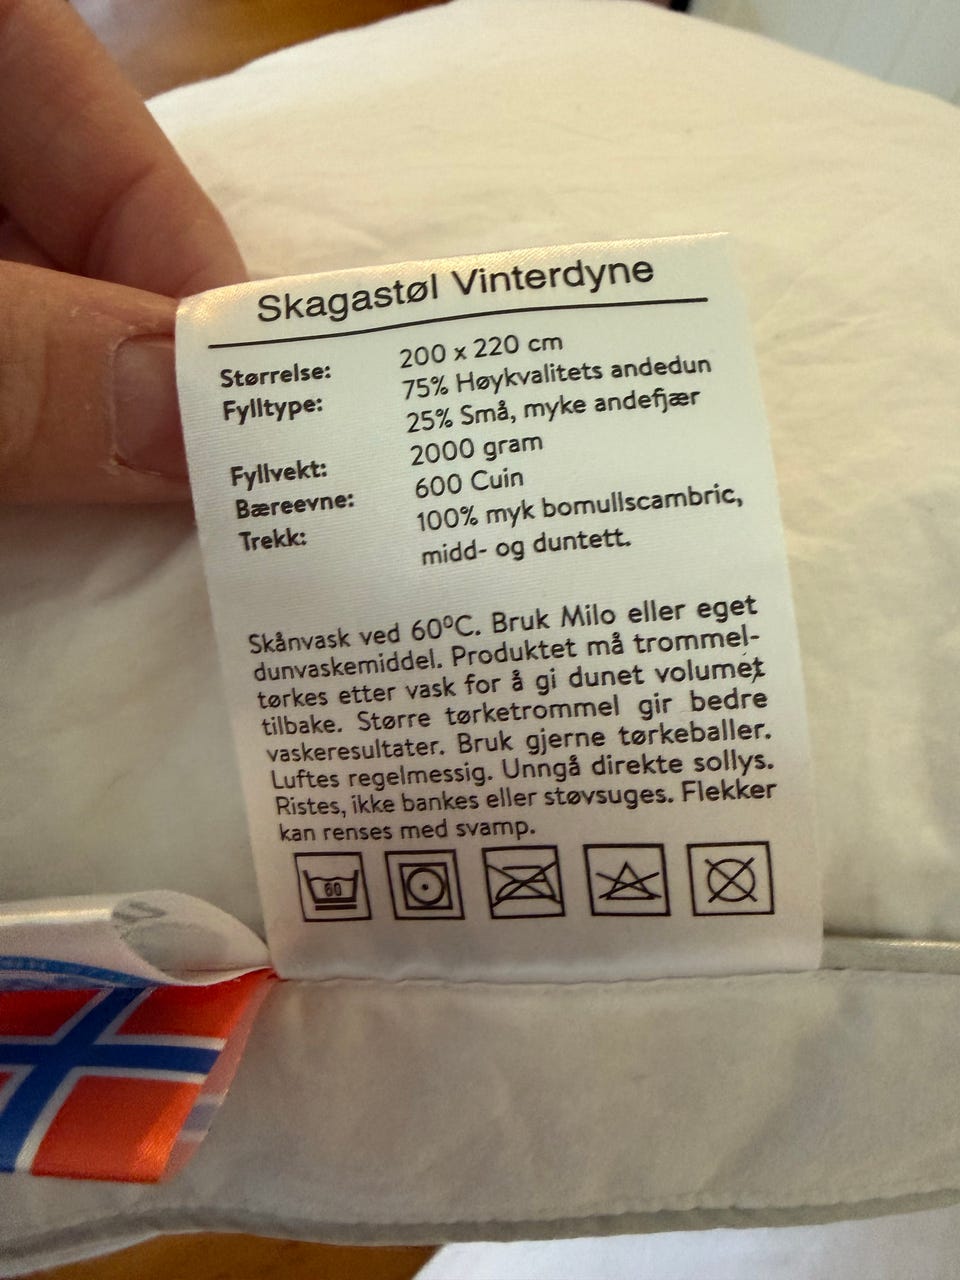 Skagastøl Vinterdyne
Størrelse: 200 x 220 cm
Fylltype: 75% Høykvalitets andedun
25% Små, myke andefjær
Fyllvekt: 2000 gram
Bæreevne: 600 Cuin
Trekk: 100% myk bomullscambric,
midd- og duntett.
Skånvask ved 60ºC. Bruk Milo eller eget
dunvaskemiddel. Produktet må trommel-
tørkes etter vask for å gi dunet volumet
tilbake. Større tørketrommel gir bedre
vaskeresultater. Bruk gjerne tørkeballer.
Luftes regelmessig. Unngå direkte sollys.
Ristes, ikke bankes eller støvsuges. Flekker
kan renses med svamp.
60